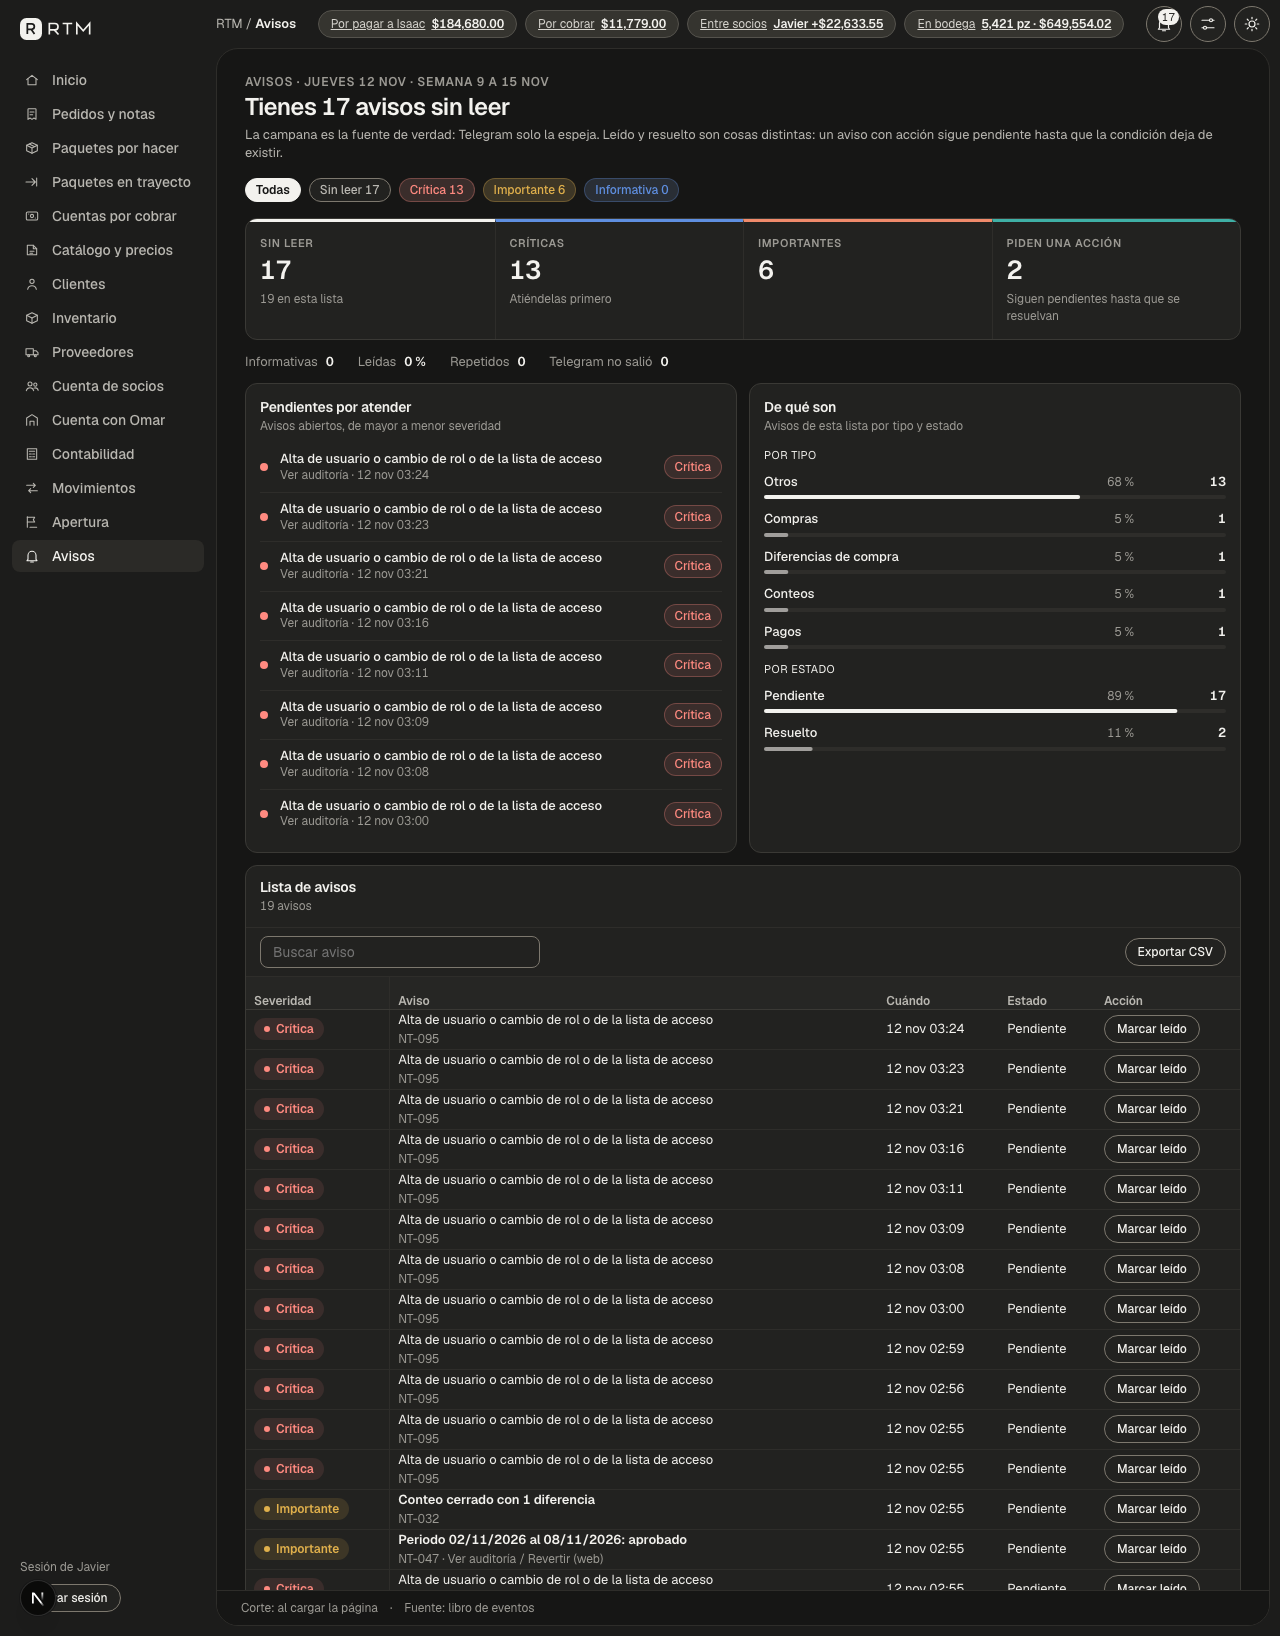 R RTM
RTM / Avisos
Por pagar a Isaac $184,680.00
Por cobrar $11,779.00
Entre socios Javier +$22,633.55
En bodega 5,421 pz · $649,554.02
17
Inicio
Pedidos y notas
Paquetes por hacer
Paquetes en trayecto
Cuentas por cobrar
Catálogo y precios
Clientes
Inventario
Proveedores
Cuenta de socios
Cuenta con Omar
Contabilidad
Movimientos
Apertura
Avisos
Sesión de Javier
N
ar sesión
AVISOS · JUEVES 12 NOV · SEMANA 9 A 15 NOV
Tienes 17 avisos sin leer
La campana es la fuente de verdad: Telegram solo la espeja. Leído y resuelto son cosas distintas: un aviso con acción sigue pendiente hasta que la condición deja de
existir.
Todas
Sin leer 17
Crítica 13
Importante 6
Informativa 0
SIN LEER
17
19 en esta lista
CRÍTICAS
13
Atiéndelas primero
IMPORTANTES
6
PIDEN UNA ACCIÓN
2
Siguen pendientes hasta que se
resuelvan
Informativas 0
Leídas 0 %
Repetidos 0
Telegram no salió 0
Pendientes por atender
Avisos abiertos, de mayor a menor severidad
Alta de usuario o cambio de rol o de la lista de acceso
Ver auditoría · 12 nov 03:24
Crítica
Alta de usuario o cambio de rol o de la lista de acceso
Ver auditoría · 12 nov 03:23
Crítica
Alta de usuario o cambio de rol o de la lista de acceso
Ver auditoría · 12 nov 03:21
Crítica
Alta de usuario o cambio de rol o de la lista de acceso
Ver auditoría · 12 nov 03:16
Crítica
Alta de usuario o cambio de rol o de la lista de acceso
Ver auditoría · 12 nov 03:11
Crítica
Alta de usuario o cambio de rol o de la lista de acceso
Ver auditoría · 12 nov 03:09
Crítica
Alta de usuario o cambio de rol o de la lista de acceso
Ver auditoría · 12 nov 03:08
Crítica
Alta de usuario o cambio de rol o de la lista de acceso
Ver auditoría · 12 nov 03:00
Crítica
De qué son
Avisos de esta lista por tipo y estado
POR TIPO
Otros 68 % 13
Compras 5 % 1
Diferencias de compra 5 % 1
Conteos 5 % 1
Pagos 5 % 1
POR ESTADO
Pendiente 89 % 17
Resuelto 11 % 2
Lista de avisos
19 avisos
Buscar aviso
Exportar CSV
Severidad Aviso Cuándo Estado Acción
Crítica Alta de usuario o cambio de rol o de la lista de acceso 12 nov 03:24 Pendiente Marcar leído
NT-095
Crítica Alta de usuario o cambio de rol o de la lista de acceso 12 nov 03:23 Pendiente Marcar leído
NT-095
Crítica Alta de usuario o cambio de rol o de la lista de acceso 12 nov 03:21 Pendiente Marcar leído
NT-095
Crítica Alta de usuario o cambio de rol o de la lista de acceso 12 nov 03:16 Pendiente Marcar leído
NT-095
Crítica Alta de usuario o cambio de rol o de la lista de acceso 12 nov 03:11 Pendiente Marcar leído
NT-095
Crítica Alta de usuario o cambio de rol o de la lista de acceso 12 nov 03:09 Pendiente Marcar leído
NT-095
Crítica Alta de usuario o cambio de rol o de la lista de acceso 12 nov 03:08 Pendiente Marcar leído
NT-095
Crítica Alta de usuario o cambio de rol o de la lista de acceso 12 nov 03:00 Pendiente Marcar leído
NT-095
Crítica Alta de usuario o cambio de rol o de la lista de acceso 12 nov 02:59 Pendiente Marcar leído
NT-095
Crítica Alta de usuario o cambio de rol o de la lista de acceso 12 nov 02:56 Pendiente Marcar leído
NT-095
Crítica Alta de usuario o cambio de rol o de la lista de acceso 12 nov 02:55 Pendiente Marcar leído
NT-095
Crítica Alta de usuario o cambio de rol o de la lista de acceso 12 nov 02:55 Pendiente Marcar leído
NT-095
Importante Conteo cerrado con 1 diferencia 12 nov 02:55 Pendiente Marcar leído
NT-032
Importante Periodo 02/11/2026 al 08/11/2026: aprobado 12 nov 02:55 Pendiente Marcar leído
NT-047 · Ver auditoría / Revertir (web)
Crítica Alta de usuario o cambio de rol o de la lista de acceso 12 nov 02:55 Pendiente Marcar leído
Corte: al cargar la página · Fuente: libro de eventos